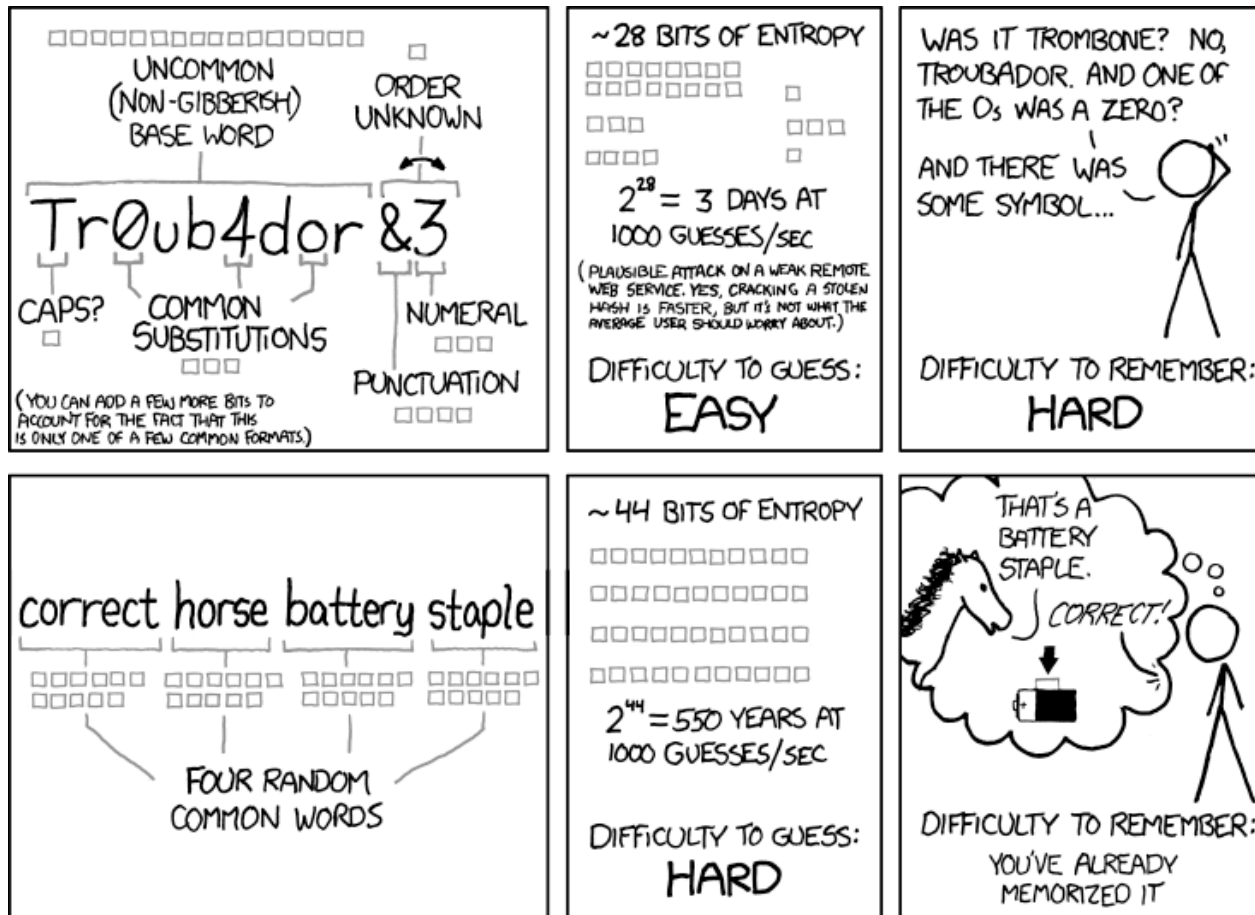 UNCOMMON
(NON-GIBBERISH)
BASE WORD
ORDER
UNKNOWN
Tr0ub4dor &3
CAPS?
COMMON
SUBSTITUTIONS
NUMERAL
PUNCTUATION
(YOU CAN ADD A FEW MORE BITS TO
ACCOUNT FOR THE FACT THAT THIS
IS ONLY ONE OF A FEW COMMON FORMATS.)
~28 BITS OF ENTROPY
2²⁸ = 3 DAYS AT
1000 GUESSES/SEC
(PLAUSIBLE ATTACK ON A WEAK REMOTE
WEB SERVICE. YES, CRACKING A STOLEN
HASH IS FASTER, BUT IT'S NOT WHAT THE
AVERAGE USER SHOULD WORRY ABOUT.)
DIFFICULTY TO GUESS:
EASY
WAS IT TROMBONE? NO,
TROUBADOR. AND ONE OF
THE Os WAS A ZERO?
AND THERE WAS
SOME SYMBOL...
DIFFICULTY TO REMEMBER:
HARD
correct horse battery staple
FOUR RANDOM
COMMON WORDS
~44 BITS OF ENTROPY
2⁴⁴ = 550 YEARS AT
1000 GUESSES/SEC
DIFFICULTY TO GUESS:
HARD
THAT'S A
BATTERY
STAPLE.
CORRECT!
+
DIFFICULTY TO REMEMBER:
YOU'VE ALREADY
MEMORIZED IT